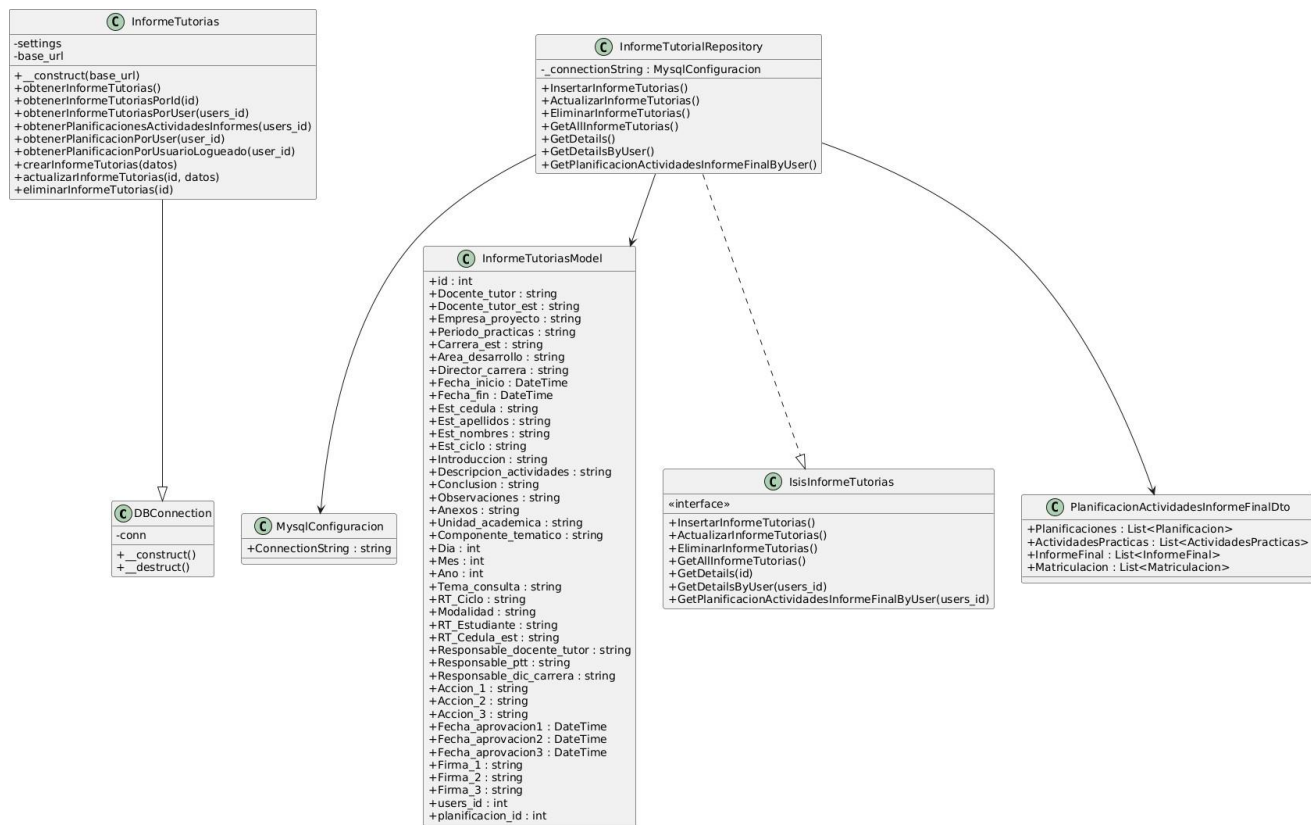 C InformeTutorias
-settings
-base_url
+__construct(base_url)
+obtenerInformeTutorias()
+obtenerInformeTutoriasPorId(id)
+obtenerInformeTutoriasPorUser(users_id)
+obtenerPlanificacionesActividadesInformes(users_id)
+obtenerPlanificacionPorUser(user_id)
+obtenerPlanificacionPorUsuarioLogueado(user_id)
+crearInformeTutorias(datos)
+actualizarInformeTutorias(id, datos)
+eliminarInformeTutorias(id)
C InformeTutorialRepository
-_connectionString : MysqlConfiguracion
+InsertarInformeTutorias()
+ActualizarInformeTutorias()
+EliminarInformeTutorias()
+GetAllInformeTutorias()
+GetDetails()
+GetDetailsByUser()
+GetPlanificacionActividadesInformeFinalByUser()
C DBConnection
-conn
+__construct()
+__destruct()
C MysqlConfiguracion
+ConnectionString : string
C InformeTutoriasModel
+id : int
+Docente_tutor : string
+Docente_tutor_est : string
+Empresa_proyecto : string
+Periodo_practicas : string
+Carrera_est : string
+Area_desarrollo : string
+Director_carrera : string
+Fecha_inicio : DateTime
+Fecha_fin : DateTime
+Est_cedula : string
+Est_apellidos : string
+Est_nombres : string
+Est_ciclo : string
+Introduccion : string
+Descripcion_actividades : string
+Conclusion : string
+Observaciones : string
+Anexos : string
+Unidad_academica : string
+Componente_tematico : string
+Dia : int
+Mes : int
+Ano : int
+Tema_consulta : string
+RT_Ciclo : string
+Modalidad : string
+RT_Estudiante : string
+RT_Cedula_est : string
+Responsable_docente_tutor : string
+Responsable_ptt : string
+Responsable_dic_carrera : string
+Accion_1 : string
+Accion_2 : string
+Accion_3 : string
+Fecha_aprovacion1 : DateTime
+Fecha_aprovacion2 : DateTime
+Fecha_aprovacion3 : DateTime
+Firma_1 : string
+Firma_2 : string
+Firma_3 : string
+users_id : int
+planificacion_id : int
C IsisInformeTutorias
«interface»
+InsertarInformeTutorias()
+ActualizarInformeTutorias()
+EliminarInformeTutorias()
+GetAllInformeTutorias()
+GetDetails(id)
+GetDetailsByUser(users_id)
+GetPlanificacionActividadesInformeFinalByUser(users_id)
C PlanificacionActividadesInformeFinalDto
+Planificaciones : List<Planificacion>
+ActividadesPracticas : List<ActividadesPracticas>
+InformeFinal : List<InformeFinal>
+Matriculacion : List<Matriculacion>